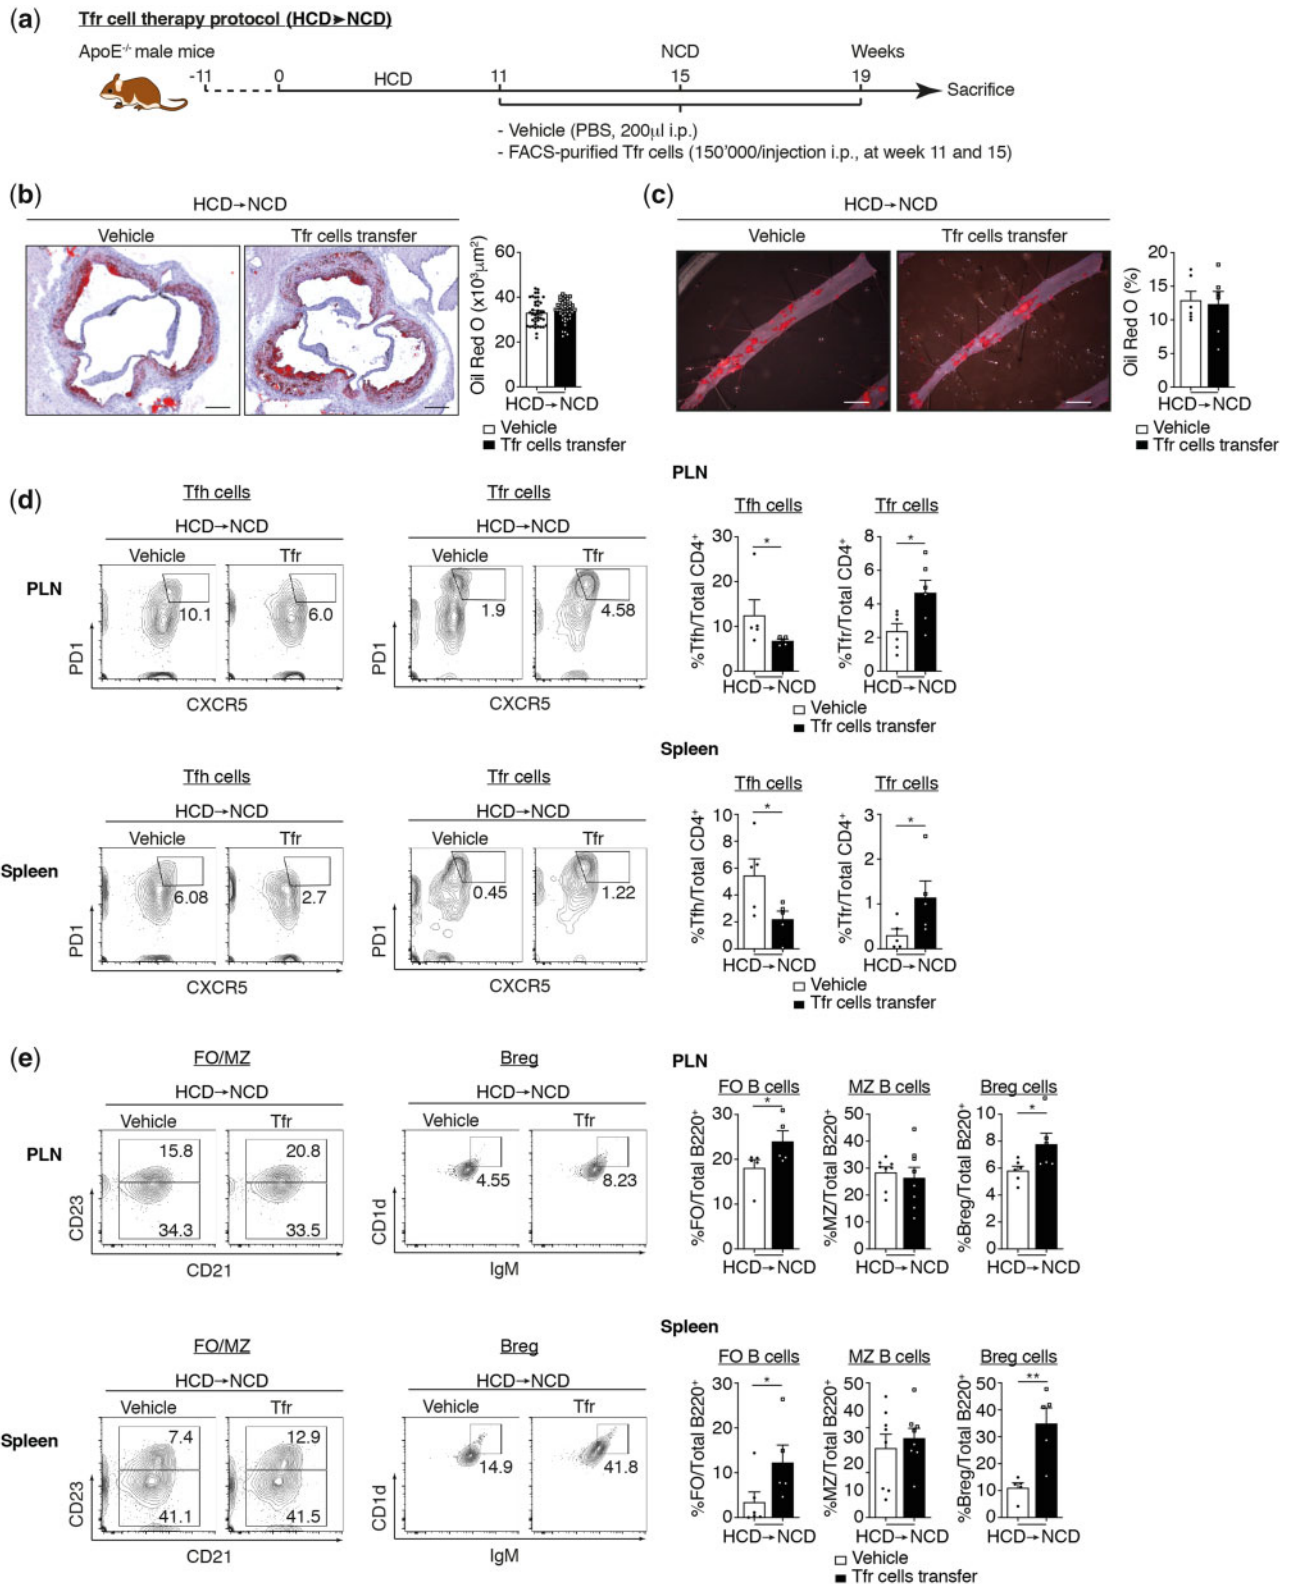 (a) Tfr cell therapy protocol (HCD➤NCD)
ApoE-/- male mice
NCD Weeks
-11 0 HCD 11 15 19 Sacrifice
- Vehicle (PBS, 200µl i.p.)
- FACS-purified Tfr cells (150'000/injection i.p., at week 11 and 15)
(b) HCD→NCD
Vehicle Tfr cells transfer
Oil Red O (x10³µm²)
60
40
20
0
HCD→NCD
Vehicle
Tfr cells transfer
(c) HCD→NCD
Vehicle Tfr cells transfer
Oil Red O (%)
20
15
10
5
0
HCD→NCD
Vehicle
Tfr cells transfer
(d) Tfh cells Tfr cells
HCD→NCD HCD→NCD
Vehicle Tfr Vehicle Tfr
PLN
10.1 6.0 1.9 4.58
PD1 PD1
CXCR5 CXCR5
PLN
Tfh cells Tfr cells
%Tfh/Total CD4+
30
20
10
0
*
HCD→NCD
%Tfr/Total CD4+
8
6
4
2
0
*
HCD→NCD
Vehicle
Tfr cells transfer
Tfh cells Tfr cells
HCD→NCD HCD→NCD
Vehicle Tfr Vehicle Tfr
Spleen
6.08 2.7 0.45 1.22
PD1 PD1
CXCR5 CXCR5
Spleen
Tfh cells Tfr cells
%Tfh/Total CD4+
10
8
6
4
2
0
*
HCD→NCD
%Tfr/Total CD4+
3
2
1
0
*
HCD→NCD
Vehicle
Tfr cells transfer
(e) FO/MZ Breg
HCD→NCD HCD→NCD
Vehicle Tfr Vehicle Tfr
PLN
15.8 20.8
34.3 33.5
4.55 8.23
CD23 CD1d
CD21 IgM
PLN
FO B cells MZ B cells Breg cells
%FO/Total B220+
30
20
10
0
*
HCD→NCD
%MZ/Total B220+
50
40
30
20
10
0
HCD→NCD
%Breg/Total B220+
10
8
6
4
2
0
*
HCD→NCD
FO/MZ Breg
HCD→NCD HCD→NCD
Vehicle Tfr Vehicle Tfr
Spleen
7.4 12.9
41.1 41.5
14.9 41.8
CD23 CD1d
CD21 IgM
Spleen
FO B cells MZ B cells Breg cells
%FO/Total B220+
30
20
10
0
*
HCD→NCD
%MZ/Total B220+
50
40
30
20
10
0
HCD→NCD
%Breg/Total B220+
50
40
30
20
10
0
**
HCD→NCD
Vehicle
Tfr cells transfer